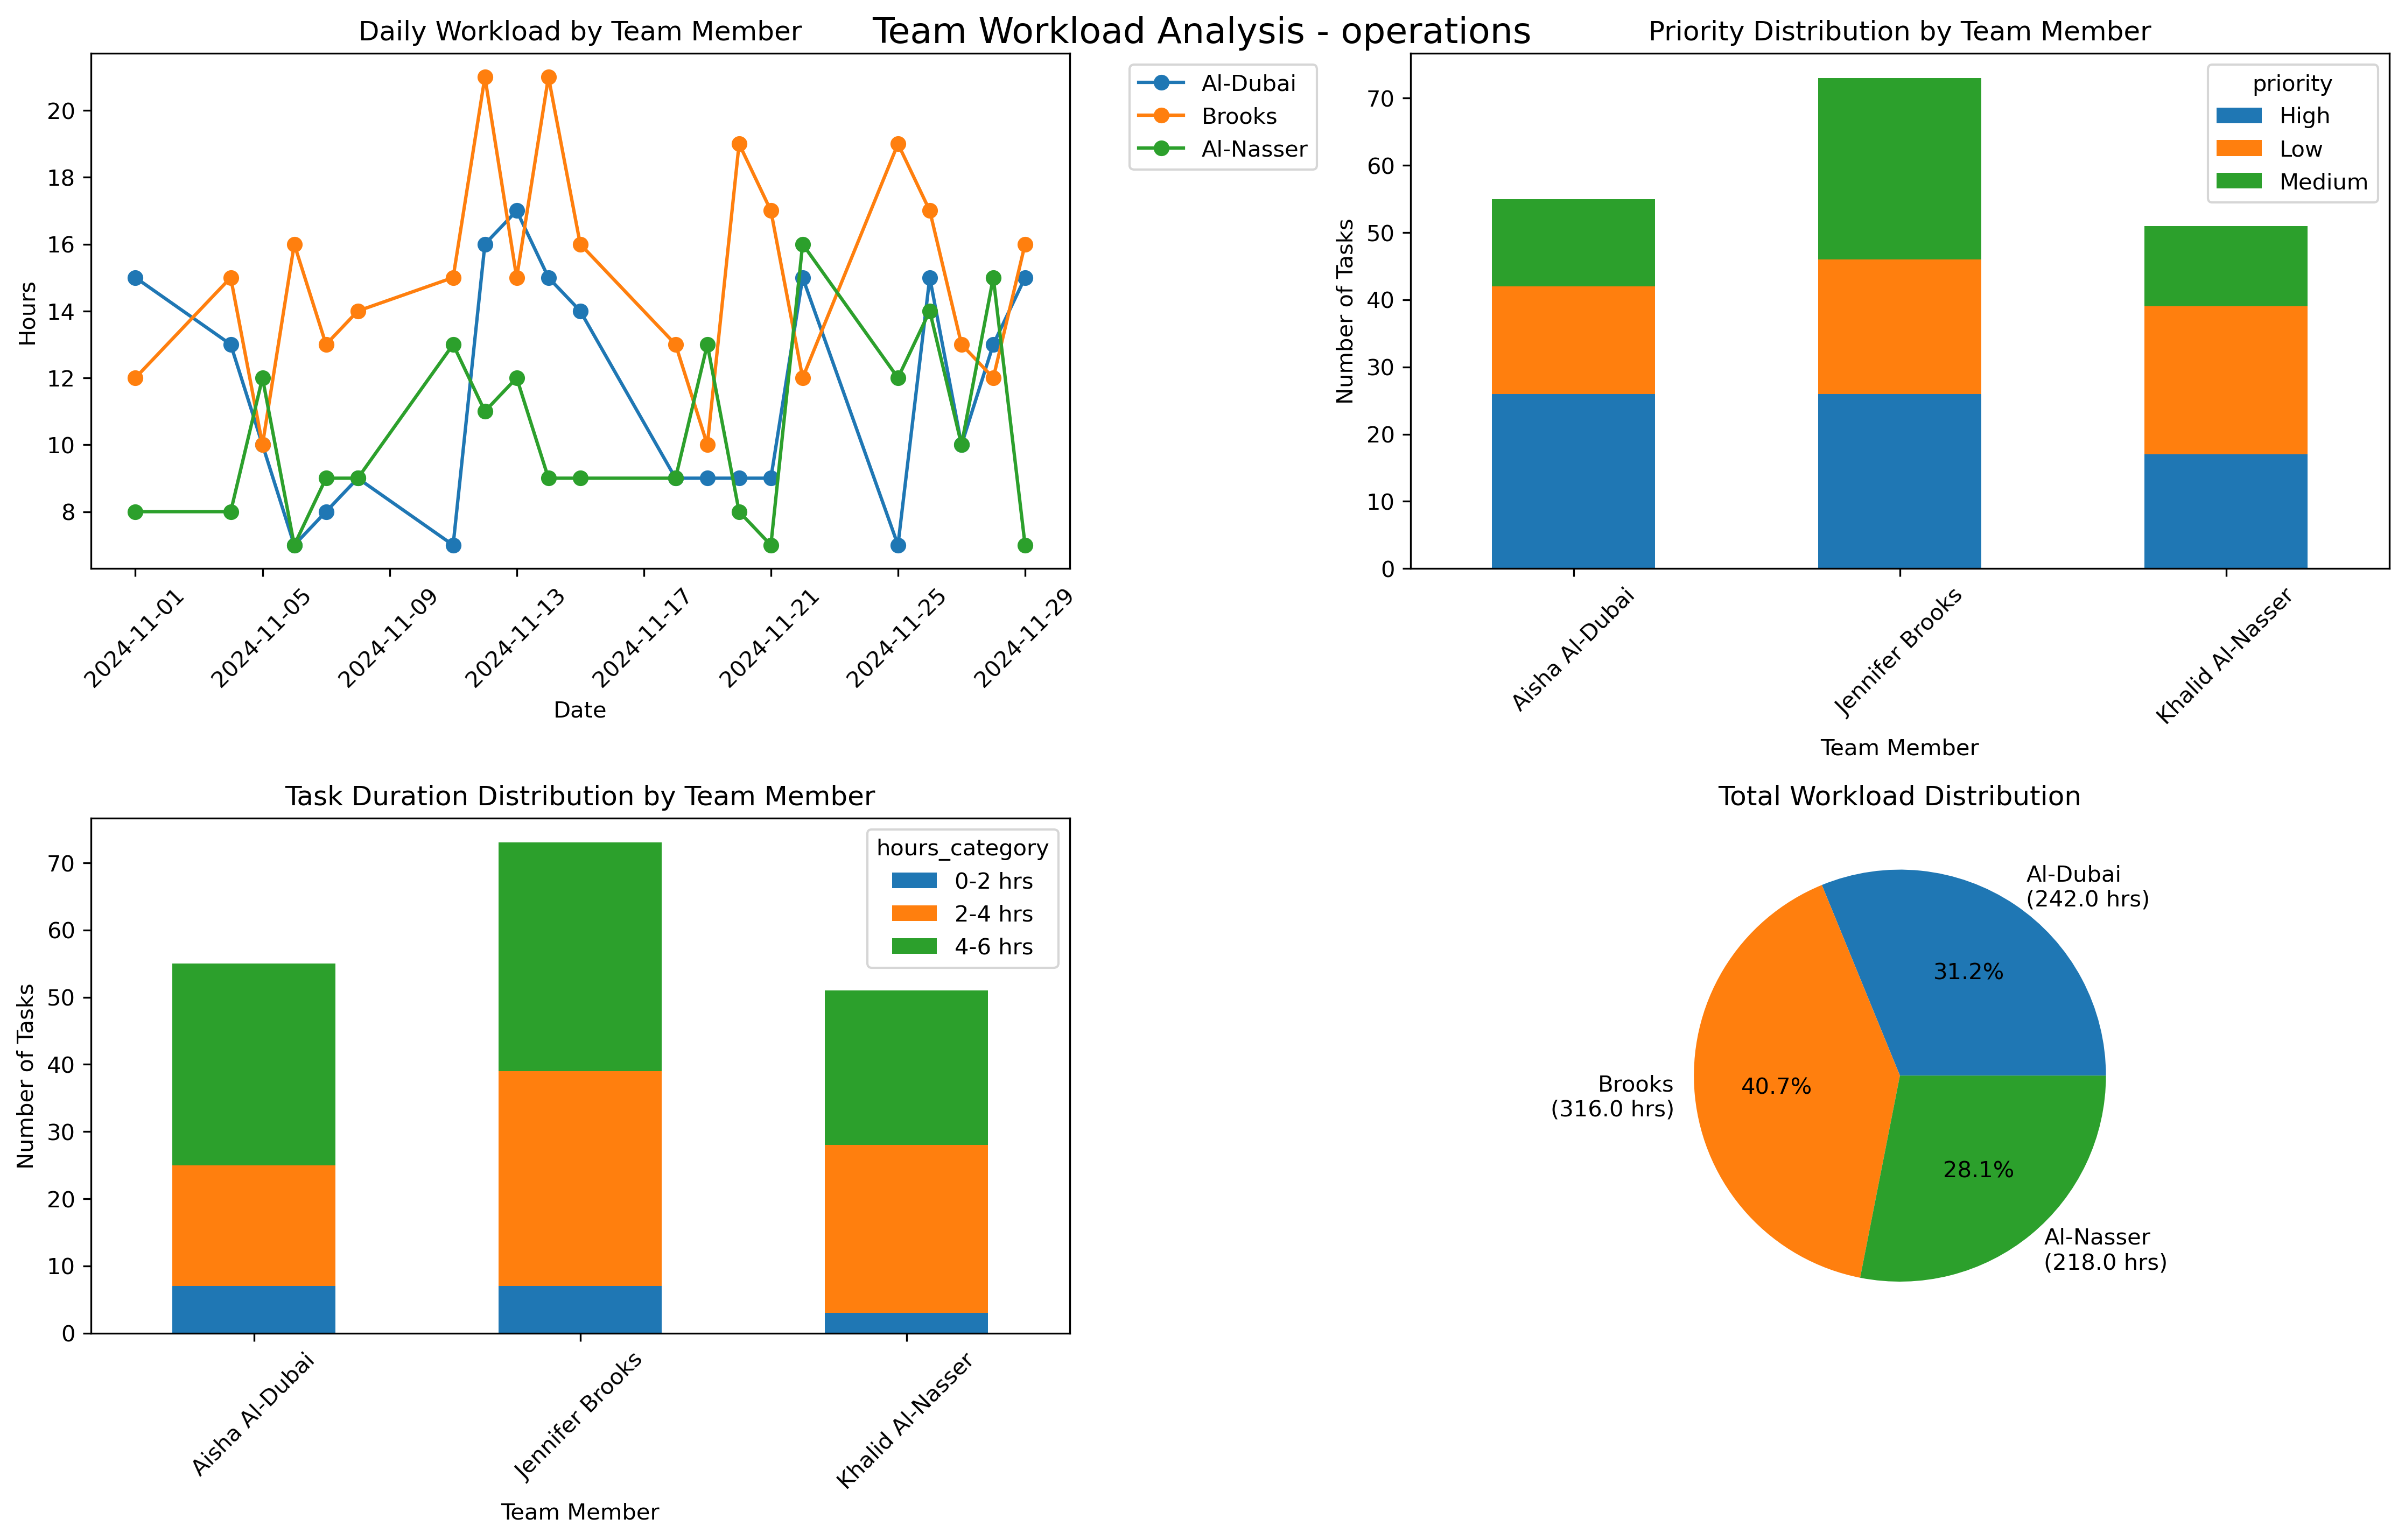 Team Workload Analysis - operations
Daily Workload by Team Member
Hours
20
18
16
14
12
10
8
2024-11-01
2024-11-05
2024-11-09
2024-11-13
2024-11-17
2024-11-21
2024-11-25
2024-11-29
Date
Al-Dubai
Brooks
Al-Nasser
Priority Distribution by Team Member
Number of Tasks
70
60
50
40
30
20
10
0
priority
High
Low
Medium
Aisha Al-Dubai
Jennifer Brooks
Khalid Al-Nasser
Team Member
Task Duration Distribution by Team Member
Number of Tasks
70
60
50
40
30
20
10
0
hours_category
0-2 hrs
2-4 hrs
4-6 hrs
Aisha Al-Dubai
Jennifer Brooks
Khalid Al-Nasser
Team Member
Total Workload Distribution
Al-Dubai
(242.0 hrs)
31.2%
Brooks
(316.0 hrs)
40.7%
28.1%
Al-Nasser
(218.0 hrs)